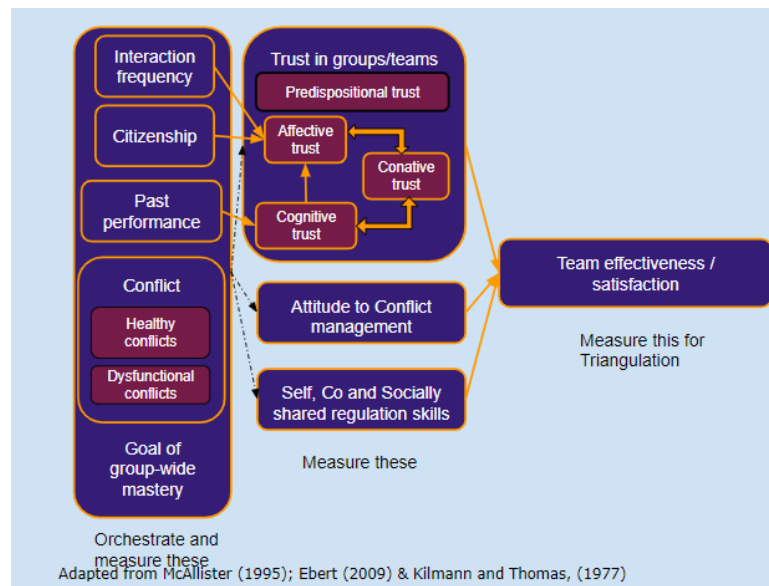 Interaction
frequency
Citizenship
Past
performance
Conflict
Healthy
conflicts
Dysfunctional
conflicts
Goal of
group-wide
mastery
Orchestrate and
measure these
Trust in groups/teams
Predispositional trust
Affective
trust
Conative
trust
Cognitive
trust
Attitude to Conflict
management
Self, Co and Socially
shared regulation skills
Measure these
Team effectiveness /
satisfaction
Measure this for
Triangulation
Adapted from McAllister (1995); Ebert (2009) & Kilmann and Thomas, (1977)